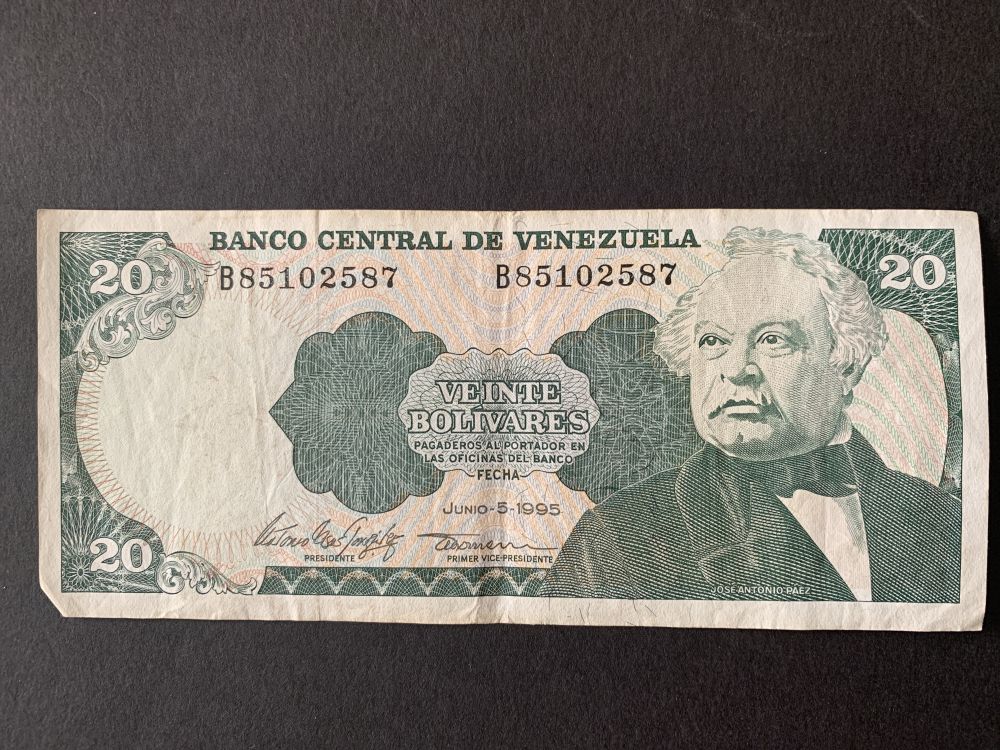 BANCO CENTRAL DE VENEZUELA
20
20
B85102587
B85102587
VEINTE
BOLIVARES
PAGADEROS AL PORTADOR EN
LAS OFICINAS DEL BANCO
FECHA
JUNIO-5-1995
PRESIDENTE
PRIMER VICE-PRESIDENTE
20
JOSE ANTONIO PAEZ